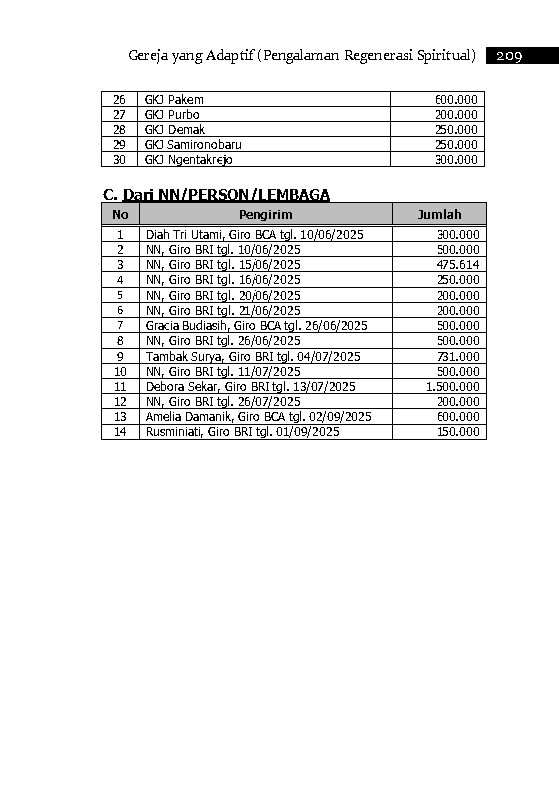 Gereja yang Adaptif (Pengalaman Regenerasi Spiritual) 209
26 GKJ Pakem 600.000
27 GKJ Purbo 200.000
28 GKJ Demak 250.000
29 GKJ Samironobaru 250.000
30 GKJ Ngentakrejo 300.000
C. Dari NN/PERSON/LEMBAGA
No Pengirim Jumlah
1 Diah Tri Utami, Giro BCA tgl. 10/06/2025 300.000
2 NN, Giro BRI tgl. 10/06/2025 500.000
3 NN, Giro BRI tgl. 15/06/2025 475.614
4 NN, Giro BRI tgl. 16/06/2025 250.000
5 NN, Giro BRI tgl. 20/06/2025 200.000
6 NN, Giro BRI tgl. 21/06/2025 200.000
7 Gracia Budiasih, Giro BCA tgl. 26/06/2025 500.000
8 NN, Giro BRI tgl. 26/06/2025 500.000
9 Tambak Surya, Giro BRI tgl. 04/07/2025 731.000
10 NN, Giro BRI tgl. 11/07/2025 500.000
11 Debora Sekar, Giro BRI tgl. 13/07/2025 1.500.000
12 NN, Giro BRI tgl. 26/07/2025 200.000
13 Amelia Damanik, Giro BCA tgl. 02/09/2025 600.000
14 Rusminiati, Giro BRI tgl. 01/09/2025 150.000